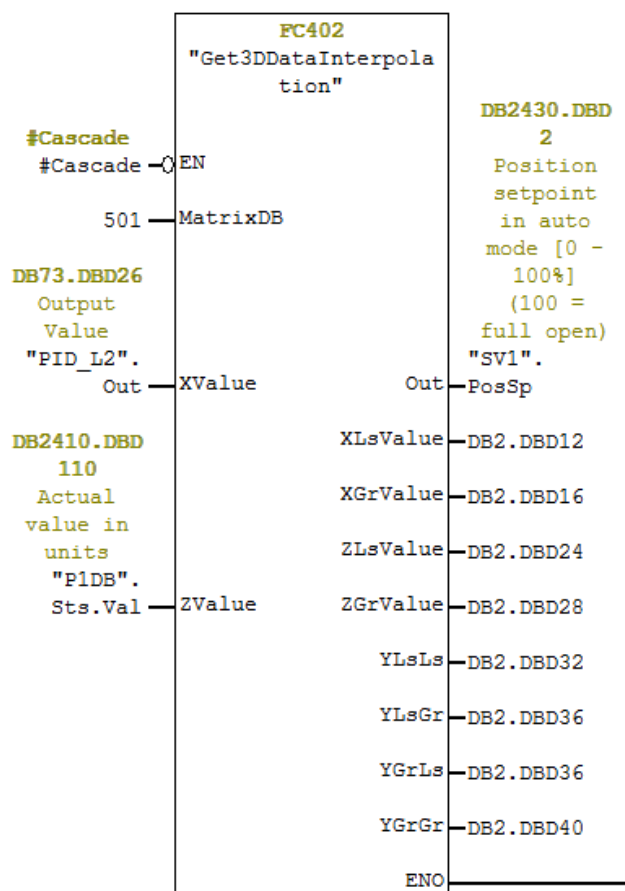 FC402
"Get3DDataInterpola
tion"
#Cascade
#Cascade
EN
501
MatrixDB
DB73.DBD26
Output
Value
"PID_L2".
Out
XValue
DB2410.DBD
110
Actual
value in
units
"P1DB".
Sts.Val
ZValue
DB2430.DBD
2
Position
setpoint
in auto
mode [0 -
100%]
(100 =
full open)
"SV1".
Out
PosSp
XLsValue
DB2.DBD12
XGrValue
DB2.DBD16
ZLsValue
DB2.DBD24
ZGrValue
DB2.DBD28
YLsLs
DB2.DBD32
YLsGr
DB2.DBD36
YGrLs
DB2.DBD36
YGrGr
DB2.DBD40
ENO